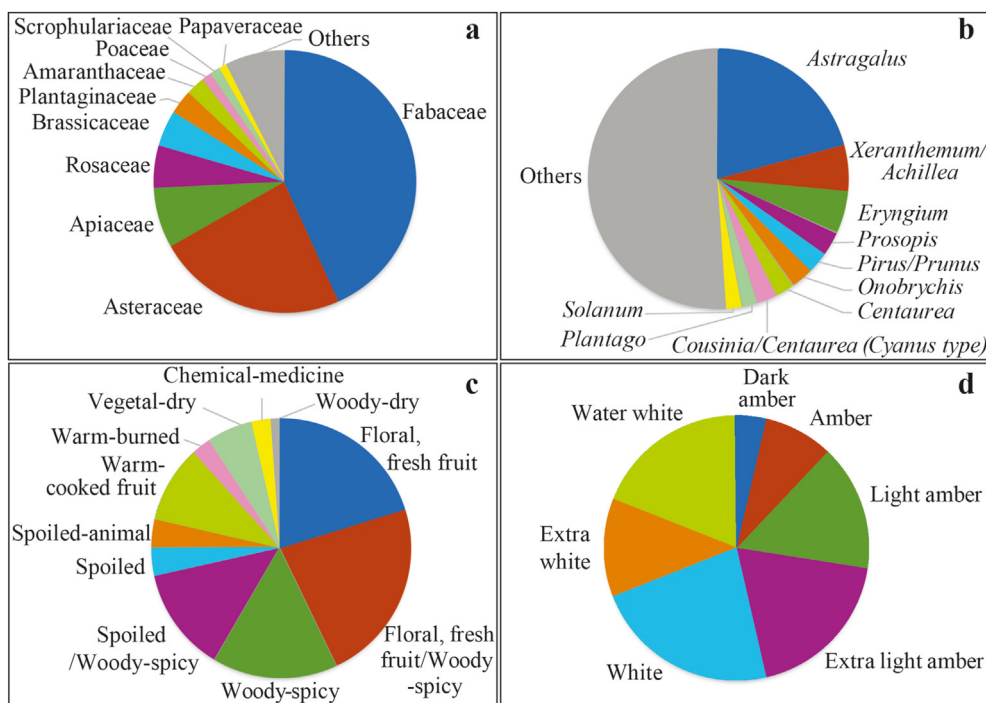 a
Scrophulariaceae
Papaveraceae
Poaceae
Others
Amaranthaceae
Plantaginaceae
Brassicaceae
Fabaceae
Rosaceae
Apiaceae
Asteraceae
b
Astragalus
Xeranthemum/
Achillea
Others
Eryngium
Prosopis
Pirus/Prunus
Onobrychis
Centaurea
Solanum
Plantago
Cousinia/Centaurea (Cyanus type)
c
Chemical-medicine
Vegetal-dry
Woody-dry
Warm-burned
Floral,
fresh fruit
Warm-
cooked fruit
Spoiled-animal
Spoiled
Spoiled
/Woody-spicy
Woody-spicy
Floral, fresh
fruit/Woody
-spicy
d
Dark
amber
Water white
Amber
Light amber
Extra
white
White
Extra light amber